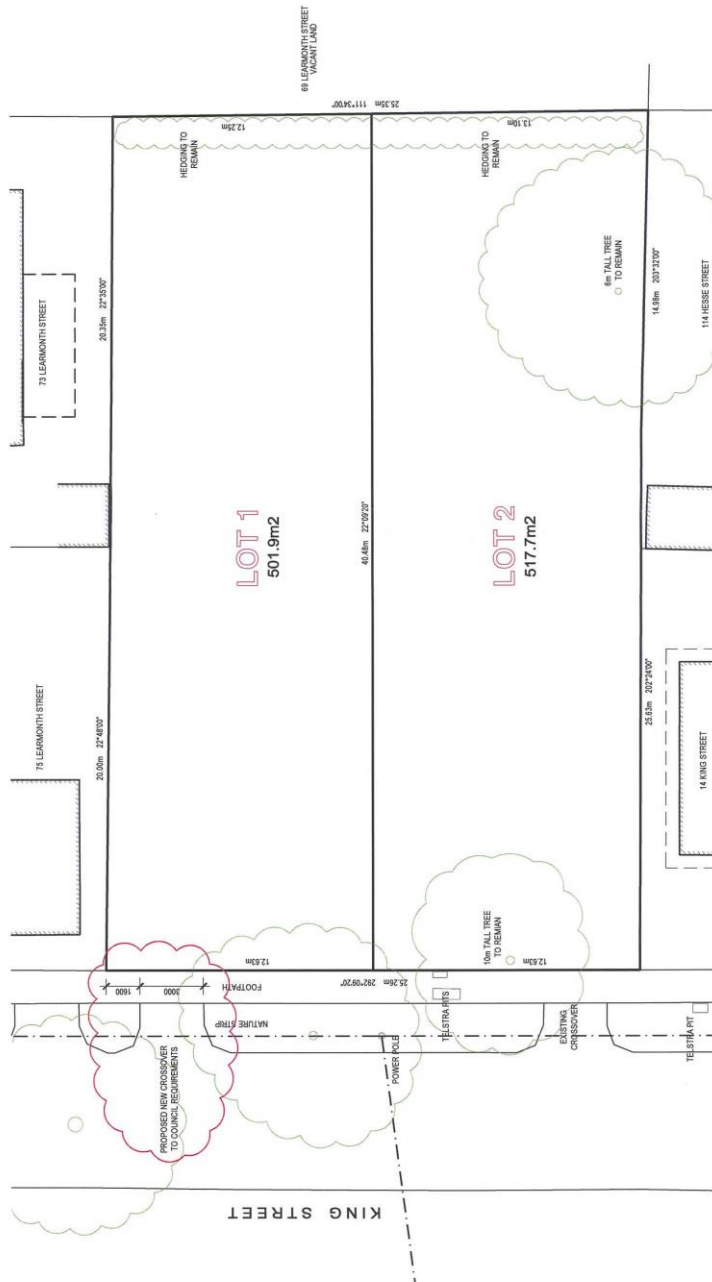 69 LEARMONTH STREET
VACANT LAND
25.35m 111°34'00"
12.25m
13.10m
HEDGING TO
REMAIN
HEDGING TO
REMAIN
73 LEARMONTH STREET
20.35m 22°35'00"
6m TALL TREE
TO REMAIN
14.98m 203°32'00"
114 HESSE STREET
LOT 1
501.9m2
40.48m 22°09'20"
LOT 2
517.7m2
75 LEARMONTH STREET
20.00m 22°48'00"
25.63m 202°24'00"
14 KING STREET
12.63m
10m TALL TREE
TO REMIAN
12.63m
1600
3000
FOOTPATH
25.26m 292°09'20"
NATURE STRIP
TELSTRA PITS
EXISTING
CROSSOVER
TELSTRA PIT
POWER POLE
PROPOSED NEW CROSSOVER
TO COUNCIL REQUIREMENTS
KING STREET